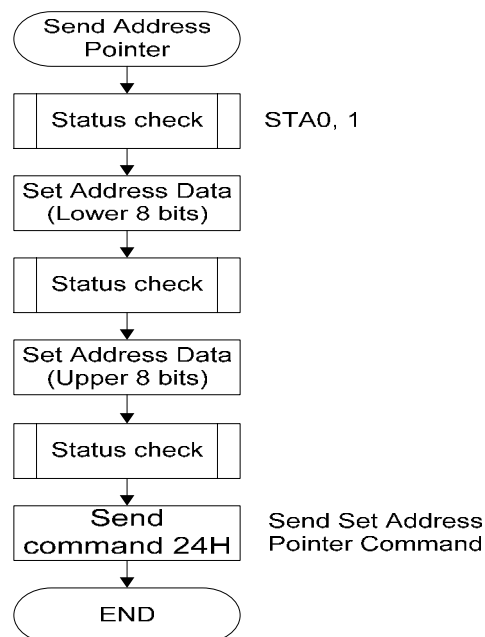 Send Address
Pointer
Status check
STA0, 1
Set Address Data
(Lower 8 bits)
Status check
Set Address Data
(Upper 8 bits)
Status check
Send
command 24H
Send Set Address
Pointer Command
END